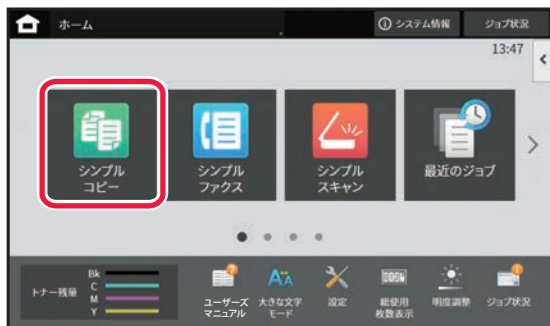 ホーム
システム情報
ジョブ状況
13:47
シンプル
コピー
シンプル
ファクス
シンプル
スキャン
最近のジョブ
トナー残量
Bk
C
M
Y
ユーザーズ
マニュアル
大きな文字
モード
設定
総使用
枚数表示
明度調整
ジョブ状況